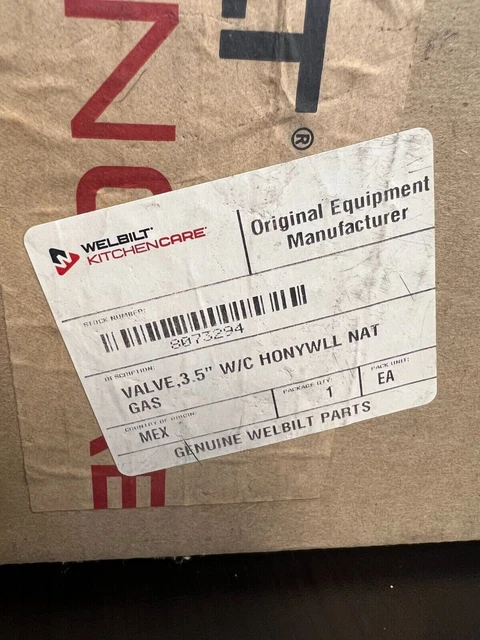 WELBILT
KITCHENCARE®
Original Equipment
Manufacturer
STOCK NUMBER:
8073294
DESCRIPTION:
VALVE,3.5" W/C HONYWLL NAT
GAS
COUNTRY OF ORIGIN:
MEX
PACKAGE QTY:
1
PACK UNIT:
EA
GENUINE WELBILT PARTS